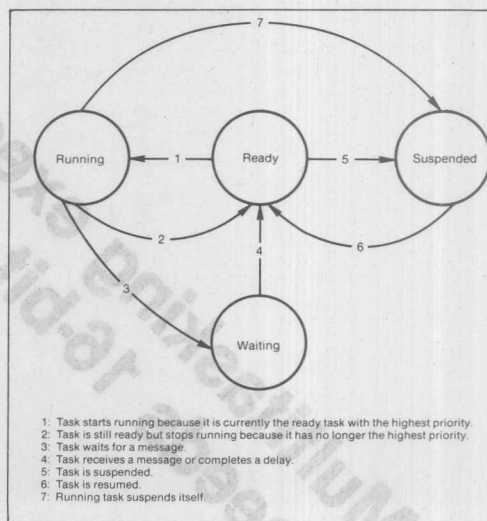 7
Running
1
Ready
5
Suspended
2
4
6
3
Waiting
1: Task starts running because it is currently the ready task with the highest priority.
2: Task is still ready but stops running because it has no longer the highest priority.
3: Task waits for a message.
4: Task receives a message or completes a delay.
5: Task is suspended.
6: Task is resumed.
7: Running task suspends itself.